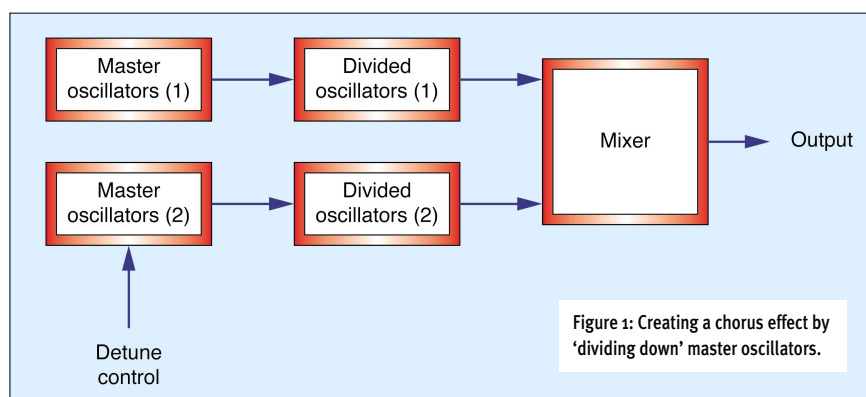 Master
oscillators (1)
Divided
oscillators (1)
Mixer
Output
Master
oscillators (2)
Divided
oscillators (2)
Detune
control
Figure 1: Creating a chorus effect by
‘dividing down’ master oscillators.